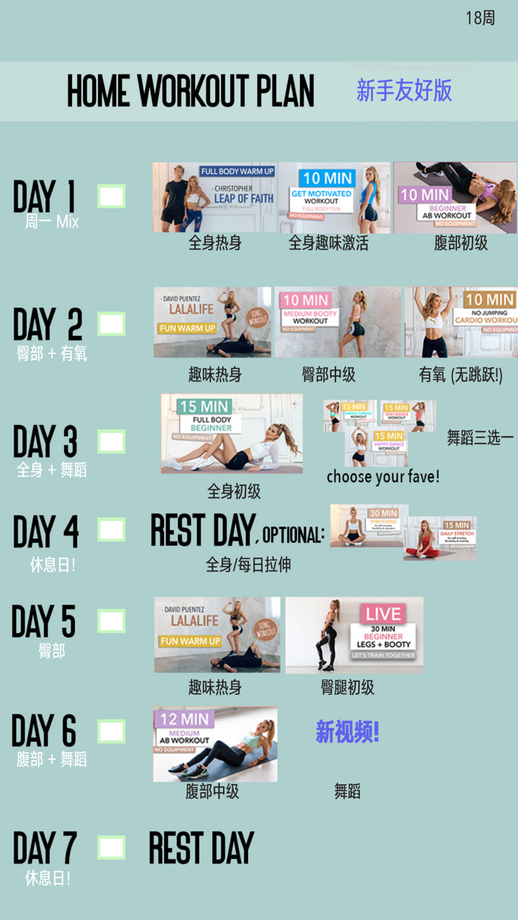 18周
HOME WORKOUT PLAN 新手友好版
DAY 1
周一 Mix
FULL BODY WARM UP
- CHRISTOPHER
LEAP OF FAITH
全身热身
10 MIN
GET MOTIVATED
WORKOUT
FULL BODY FUN
NO EQUIPMENT
全身趣味激活
10 MIN
BEGINNER
AB WORKOUT
NO EQUIPMENT
腹部初级
DAY 2
臀部 + 有氧
- DAVID PUENTEZ
LALALIFE
FUN WARM UP
SONG WORKOUT
趣味热身
10 MIN
MEDIUM BOOTY
WORKOUT
NO EQUIPMENT
臀部中级
10 MIN
NO JUMPING
CARDIO WORKOU
NO EQUIPMEN
有氧 (无跳跃!)
DAY 3
全身 + 舞蹈
15 MIN
FULL BODY
BEGINNER
NO EQUIPMENT
全身初级
15 MIN
DANCE WORKOUT
15 MIN
DANCE WORKOUT
15 MIN
HAPPY DANCE
WORKOUT
choose your fave!
舞蹈三选一
DAY 4
休息日!
REST DAY, OPTIONAL:
全身/每日拉伸
30 MIN
STRETCHING
15 MIN
DAILY STRETCH
DAY 5
臀部
- DAVID PUENTEZ
LALALIFE
FUN WARM UP
SONG WORKOUT
趣味热身
LIVE
30 MIN
BEGINNER
LEGS + BOOTY
LET'S TRAIN TOGETHER
臀腿初级
DAY 6
腹部 + 舞蹈
12 MIN
MEDIUM
AB WORKOUT
NO EQUIPMENT
腹部中级
新视频!
舞蹈
DAY 7
休息日!
REST DAY